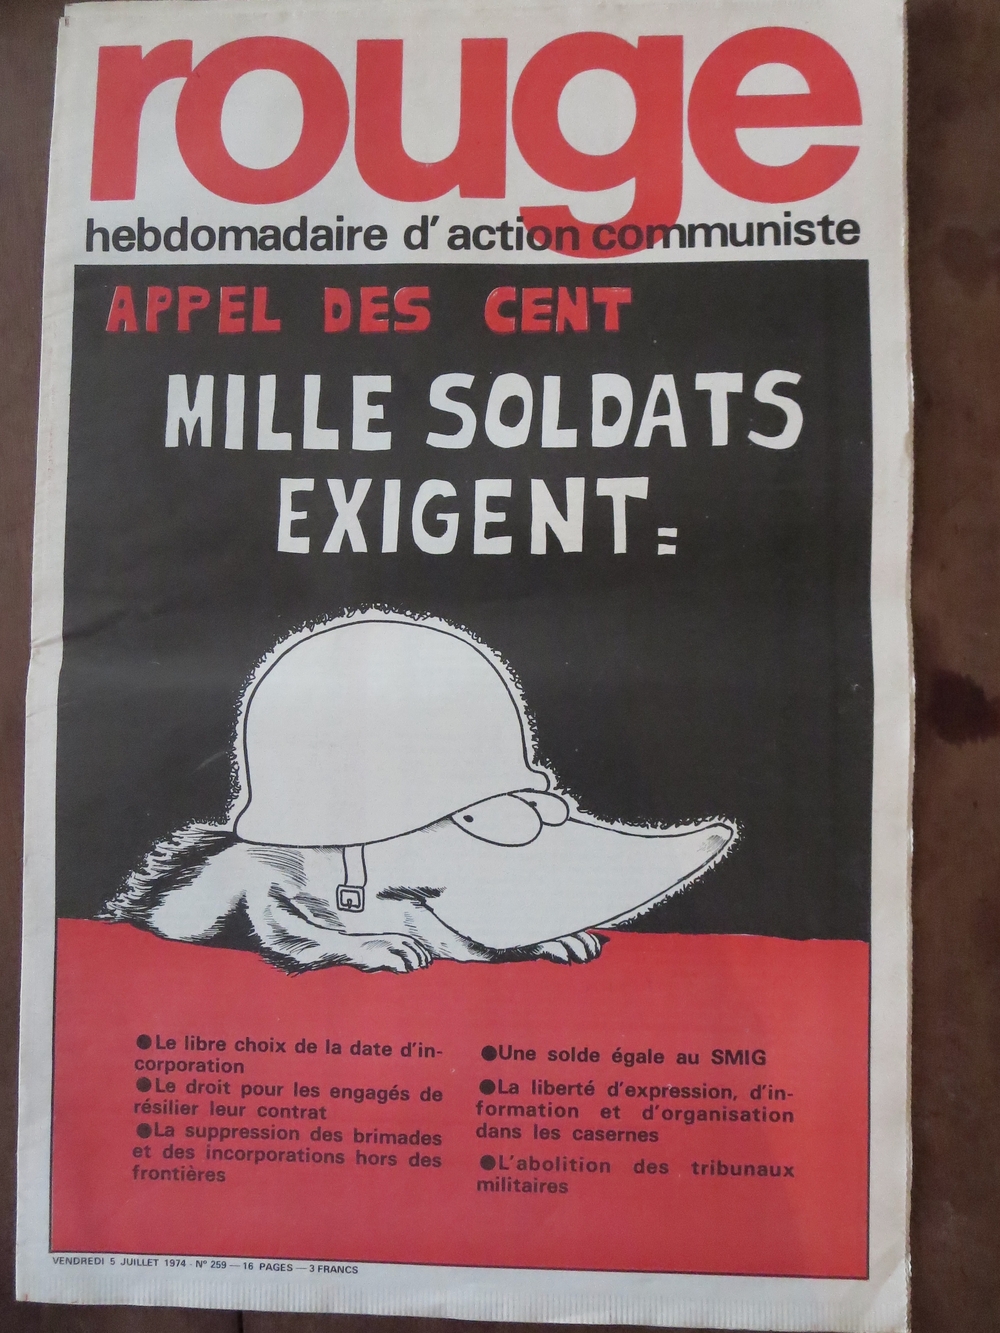 rouge
hebdomadaire d'action communiste
APPEL DES CENT
MILLE SOLDATS
EXIGENT=
●Le libre choix de la date d'in-
corporation
●Le droit pour les engagés de
résilier leur contrat
●La suppression des brimades
et des incorporations hors des
frontières
●Une solde égale au SMIG
●La liberté d'expression, d'in-
formation et d'organisation
dans les casernes
●L'abolition des tribunaux
militaires
VENDREDI 5 JUILLET 1974 - N° 259 — 16 PAGES — 3 FRANCS